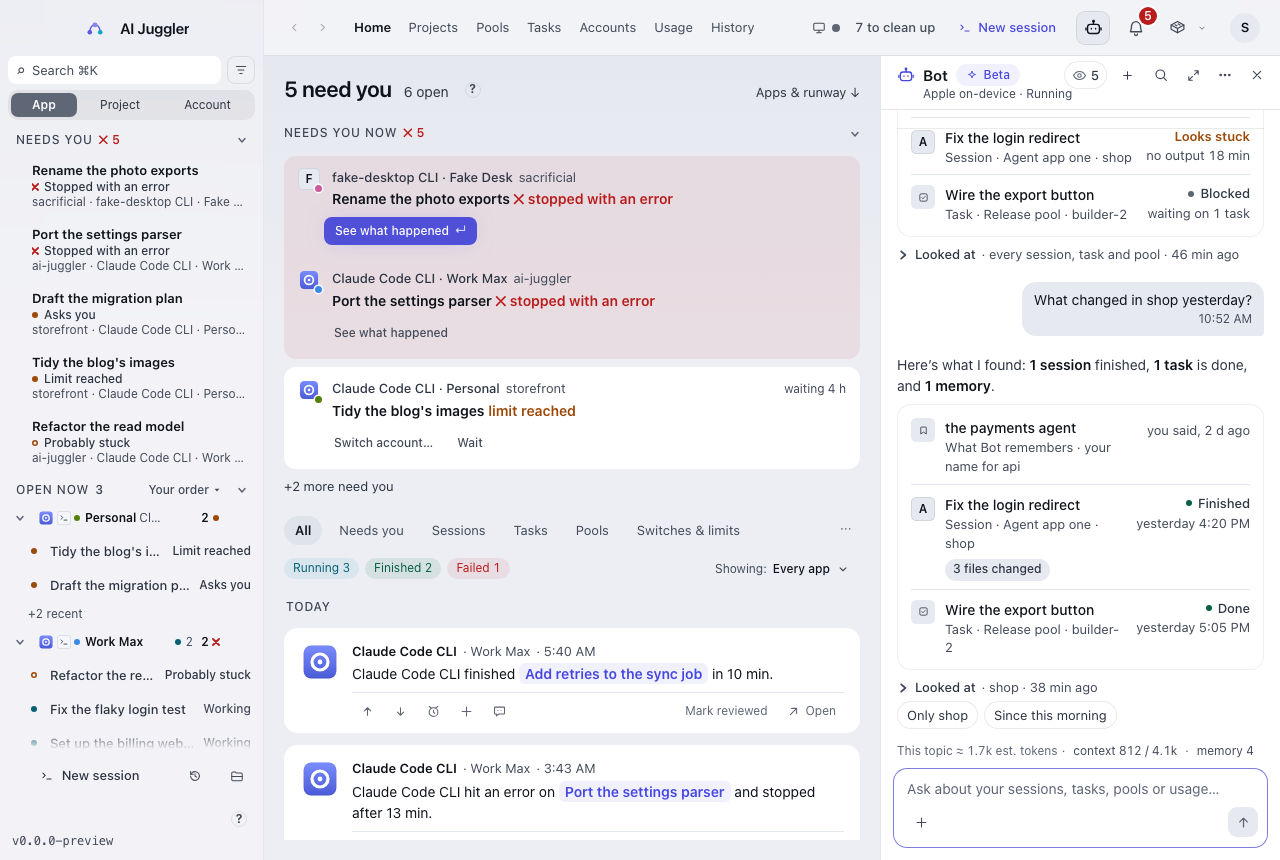 AI Juggler
Search ⌘K
App Project Account
NEEDS YOU 5
Rename the photo exports
Stopped with an error
sacrificial · fake-desktop CLI · Fake ...
Port the settings parser
Stopped with an error
ai-juggler · Claude Code CLI · Work ...
Draft the migration plan
Asks you
storefront · Claude Code CLI · Perso...
Tidy the blog's images
Limit reached
storefront · Claude Code CLI · Perso...
Refactor the read model
Probably stuck
ai-juggler · Claude Code CLI · Work ...
OPEN NOW 3 Your order
Personal Cl... 2
Tidy the blog's i... Limit reached
Draft the migration p... Asks you
+2 recent
Work Max 2 2
Refactor the re... Probably stuck
Fix the flaky login test Working
Set up the billing web... Working
New session
?
v0.0.0-preview
Home Projects Pools Tasks Accounts Usage History
7 to clean up New session 5 S
5 need you 6 open ? Apps & runway ↓
NEEDS YOU NOW 5
F
fake-desktop CLI · Fake Desk sacrificial
Rename the photo exports stopped with an error
See what happened
Claude Code CLI · Work Max ai-juggler
Port the settings parser stopped with an error
See what happened
Claude Code CLI · Personal storefront waiting 4 h
Tidy the blog's images limit reached
Switch account... Wait
+2 more need you
All Needs you Sessions Tasks Pools Switches & limits ...
Running 3 Finished 2 Failed 1 Showing: Every app
TODAY
Claude Code CLI · Work Max · 5:40 AM
Claude Code CLI finished Add retries to the sync job in 10 min.
Mark reviewed Open
Claude Code CLI · Work Max · 3:43 AM
Claude Code CLI hit an error on Port the settings parser and stopped
after 13 min.
Bot Beta 5
Apple on-device · Running
A
Fix the login redirect Looks stuck
Session · Agent app one · shop no output 18 min
Wire the export button Blocked
Task · Release pool · builder-2 waiting on 1 task
Looked at · every session, task and pool · 46 min ago
What changed in shop yesterday?
10:52 AM
Here's what I found: 1 session finished, 1 task is done,
and 1 memory.
the payments agent you said, 2 d ago
What Bot remembers · your
name for api
A
Fix the login redirect Finished
Session · Agent app one · yesterday 4:20 PM
shop
3 files changed
Wire the export button Done
Task · Release pool · builder- yesterday 5:05 PM
2
Looked at · shop · 38 min ago
Only shop Since this morning
This topic ≈ 1.7k est. tokens · context 812 / 4.1k · memory 4
Ask about your sessions, tasks, pools or usage...